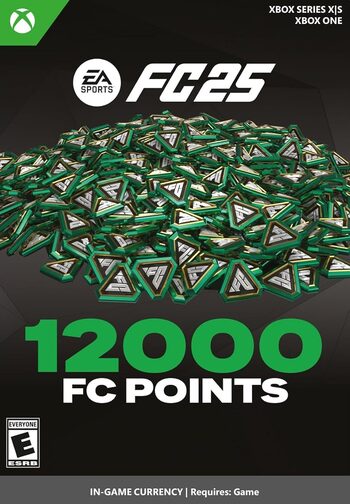 XBOX SERIES X|S
XBOX ONE
EA
SPORTS
FC25
12000
FC POINTS
EVERYONE
E
ESRB
IN-GAME CURRENCY | Requires: Game